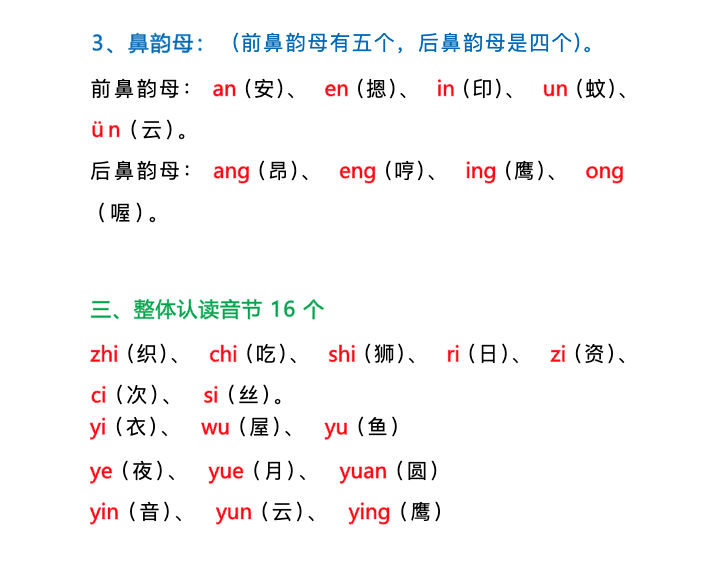 3、鼻韵母：（前鼻韵母有五个，后鼻韵母是四个）。
前鼻韵母： an（安）、 en（摁）、 in（印）、 un（蚊）、
ün（云）。
后鼻韵母： ang（昂）、 eng（哼）、 ing（鹰）、 ong
（喔）。
三、整体认读音节 16 个
zhi（织）、 chi（吃）、 shi（狮）、 ri（日）、 zi（资）、
ci（次）、 si（丝）。
yi（衣）、 wu（屋）、 yu（鱼）
ye（夜）、 yue（月）、 yuan（圆）
yin（音）、 yun（云）、 ying（鹰）